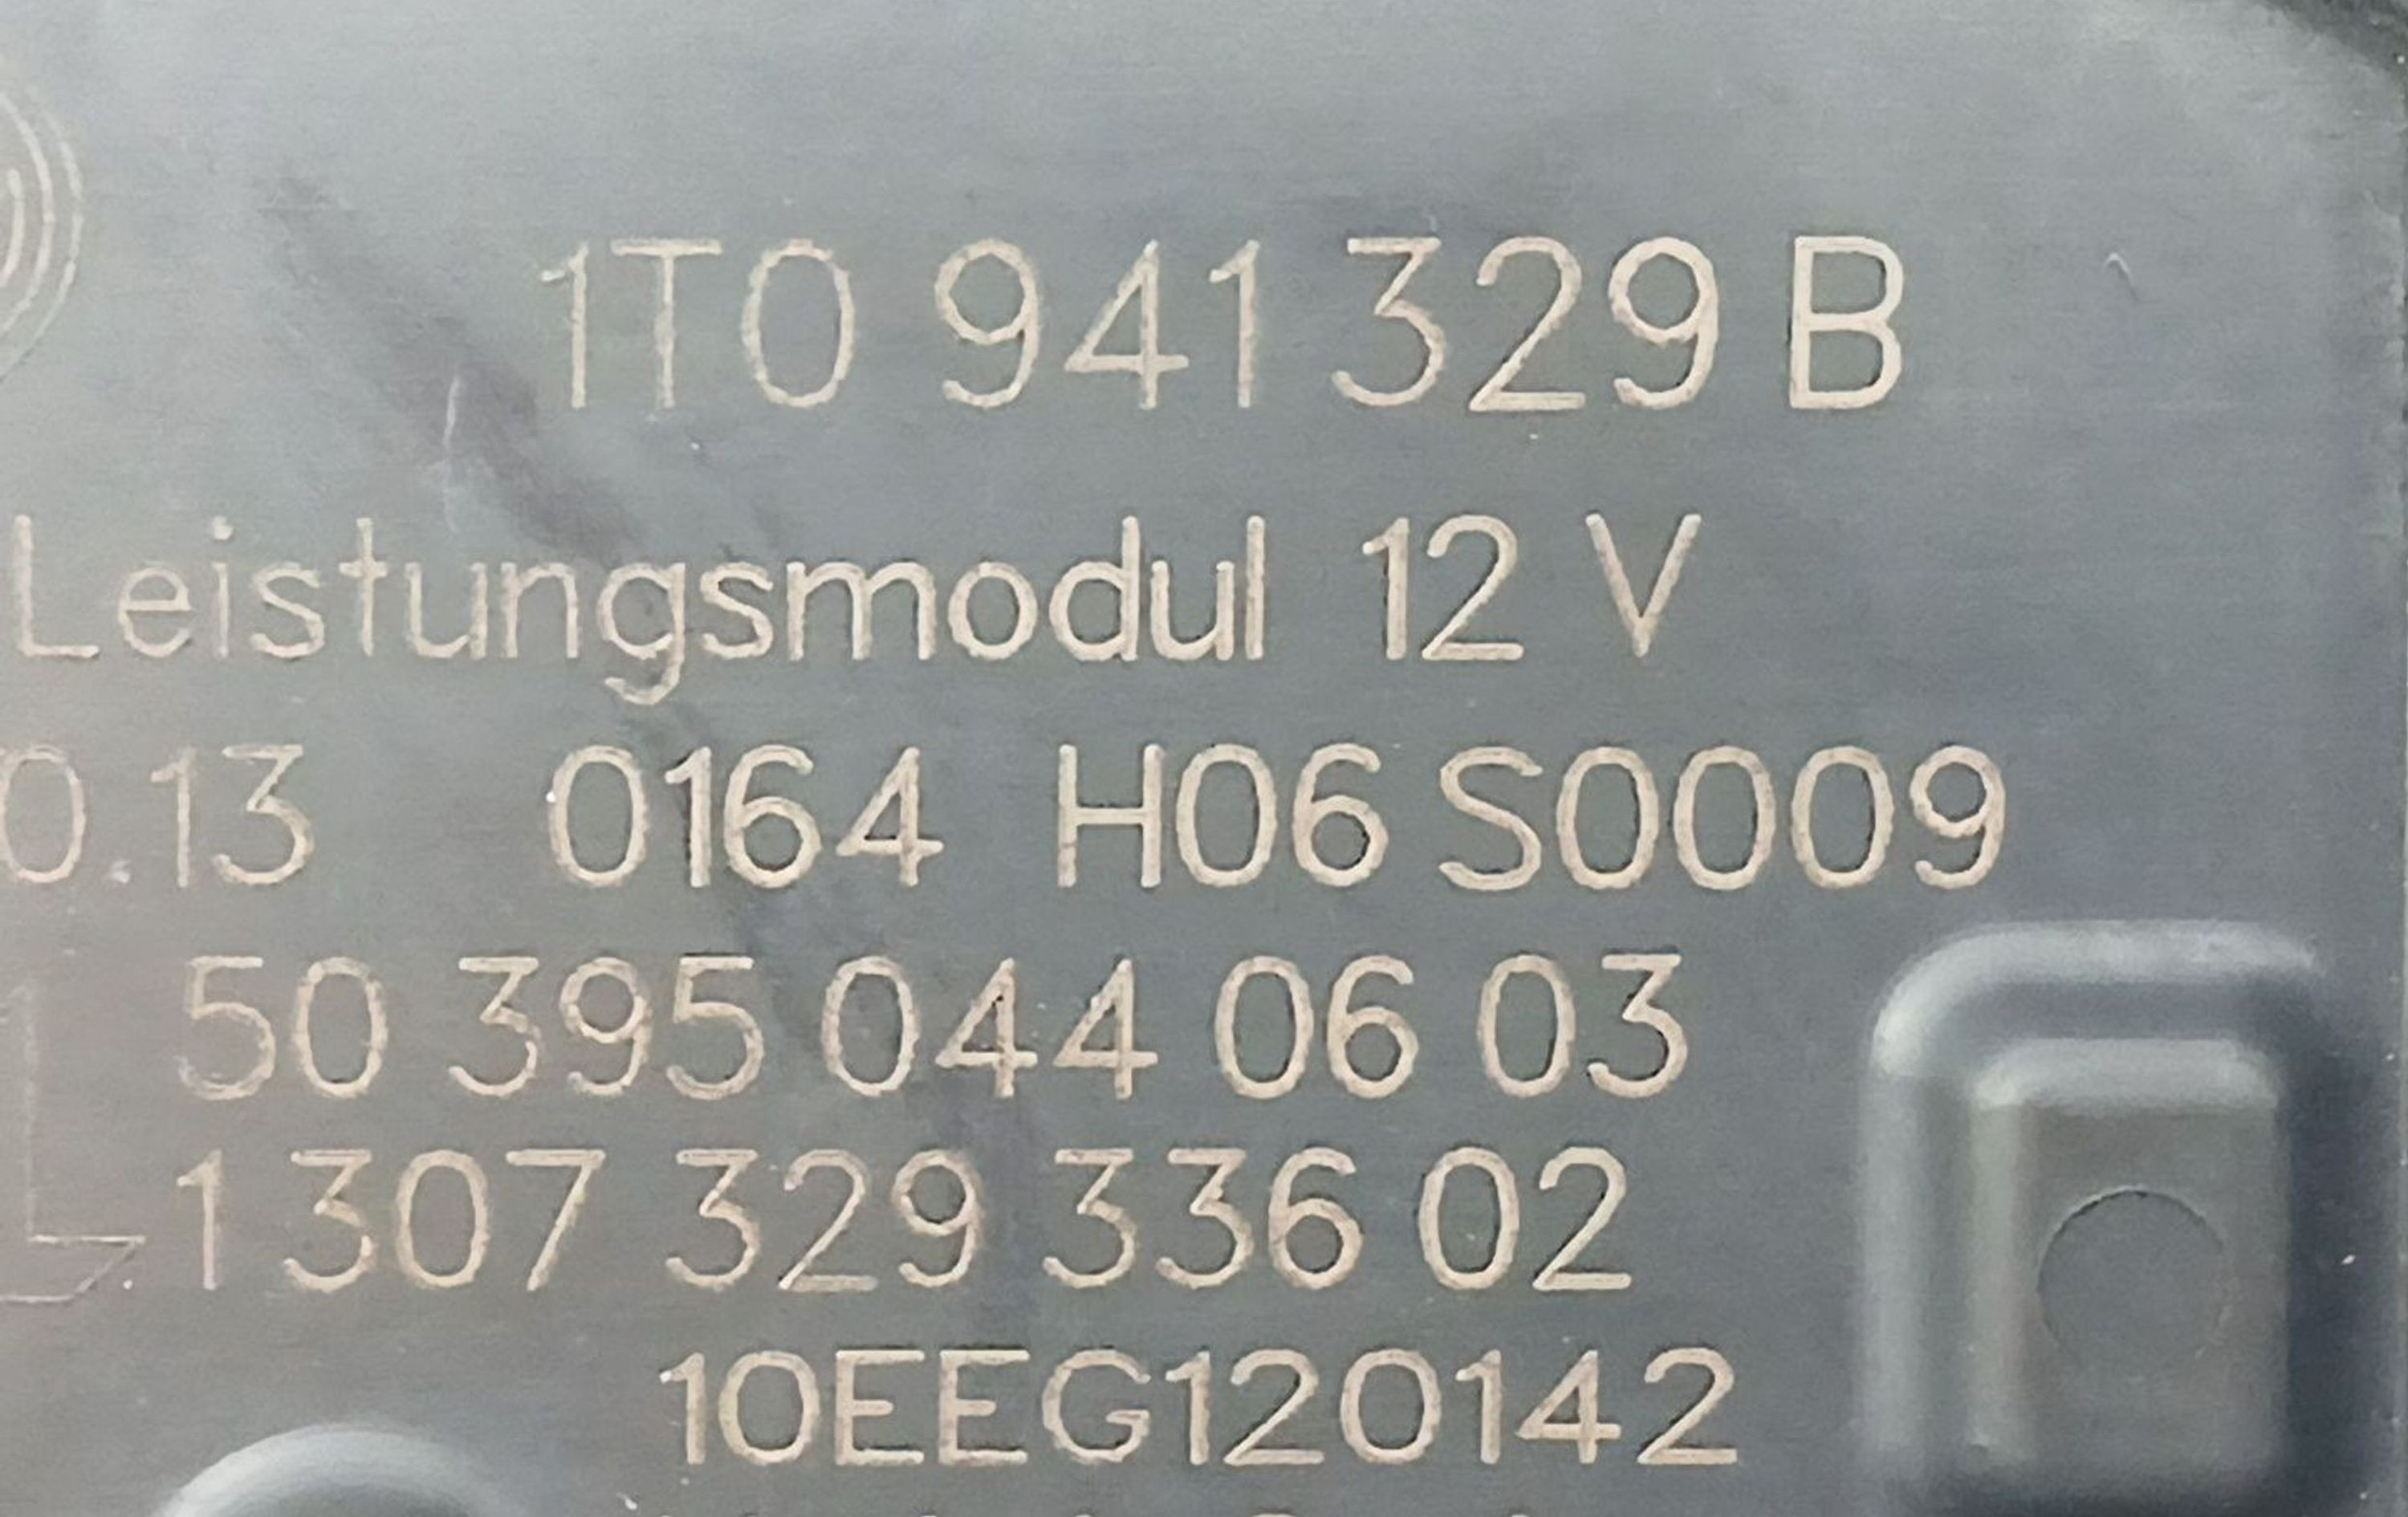 1T0 941 329 B
Leistungsmodul 12 V
0.13 0164 H06 S0009
50 395 044 06 03
1 307 329 336 02
10EEG120142